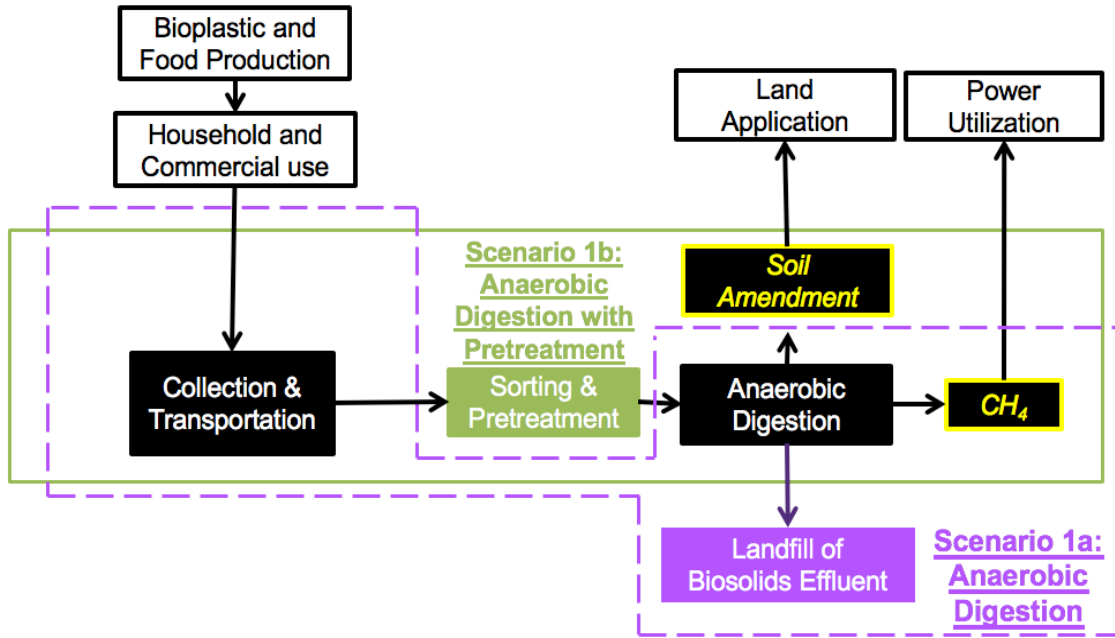 Bioplastic and
Food Production
Household and
Commercial use
Land
Application
Power
Utilization
Scenario 1b:
Anaerobic
Digestion with
Pretreatment
Soil
Amendment
Collection &
Transportation
Sorting &
Pretreatment
Anaerobic
Digestion
CH₄
Landfill of
Biosolids Effluent
Scenario 1a:
Anaerobic
Digestion